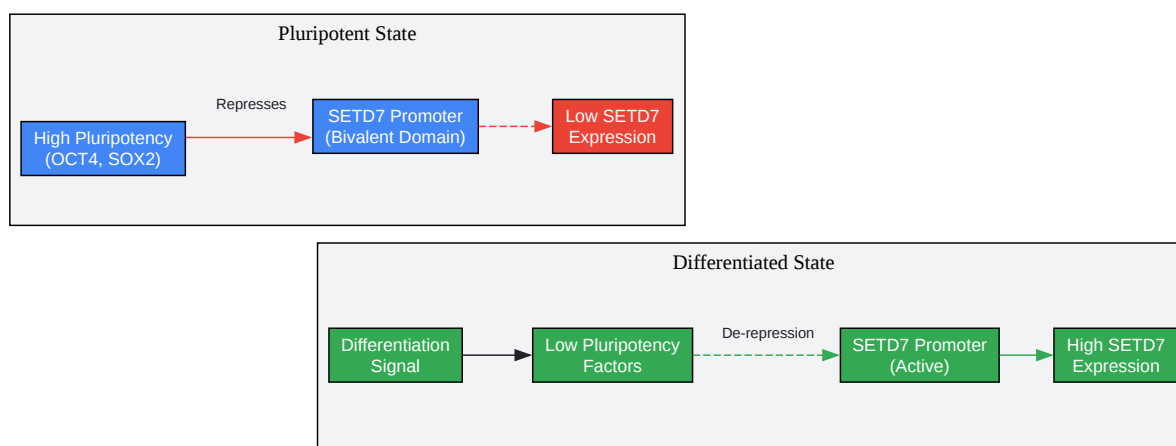 Pluripotent State
Represses
High Pluripotency
(OCT4, SOX2)
SETD7 Promoter
(Bivalent Domain)
Low SETD7
Expression
Differentiated State
Differentiation
Signal
Low Pluripotency
Factors
De-repression
SETD7 Promoter
(Active)
High SETD7
Expression